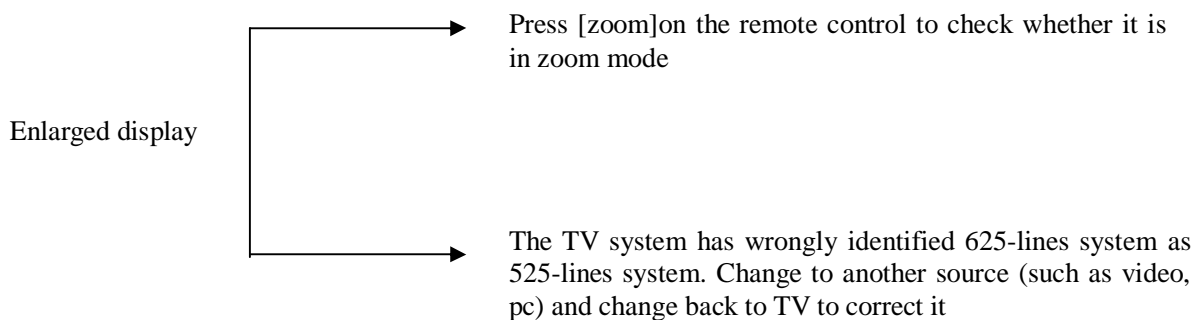 Press [zoom]on the remote control to check whether it is
in zoom mode
Enlarged display
The TV system has wrongly identified 625-lines system as
525-lines system. Change to another source (such as video,
pc) and change back to TV to correct it